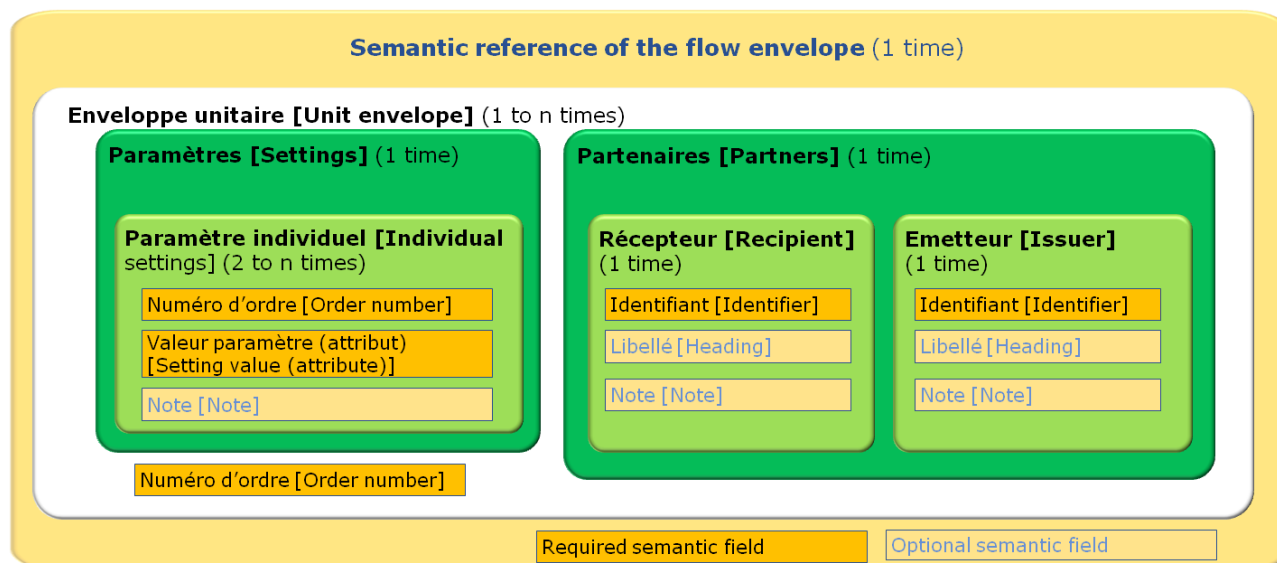 Semantic reference of the flow envelope (1 time)
Enveloppe unitaire [Unit envelope] (1 to n times)
Paramètres [Settings] (1 time)
Paramètre individuel [Individual
settings] (2 to n times)
Numéro d’ordre [Order number]
Valeur paramètre (attribut)
[Setting value (attribute)]
Note [Note]
Numéro d’ordre [Order number]
Partenaires [Partners] (1 time)
Récepteur [Recipient]
(1 time)
Identifiant [Identifier]
Libellé [Heading]
Note [Note]
Emetteur [Issuer]
(1 time)
Identifiant [Identifier]
Libellé [Heading]
Note [Note]
Required semantic field
Optional semantic field